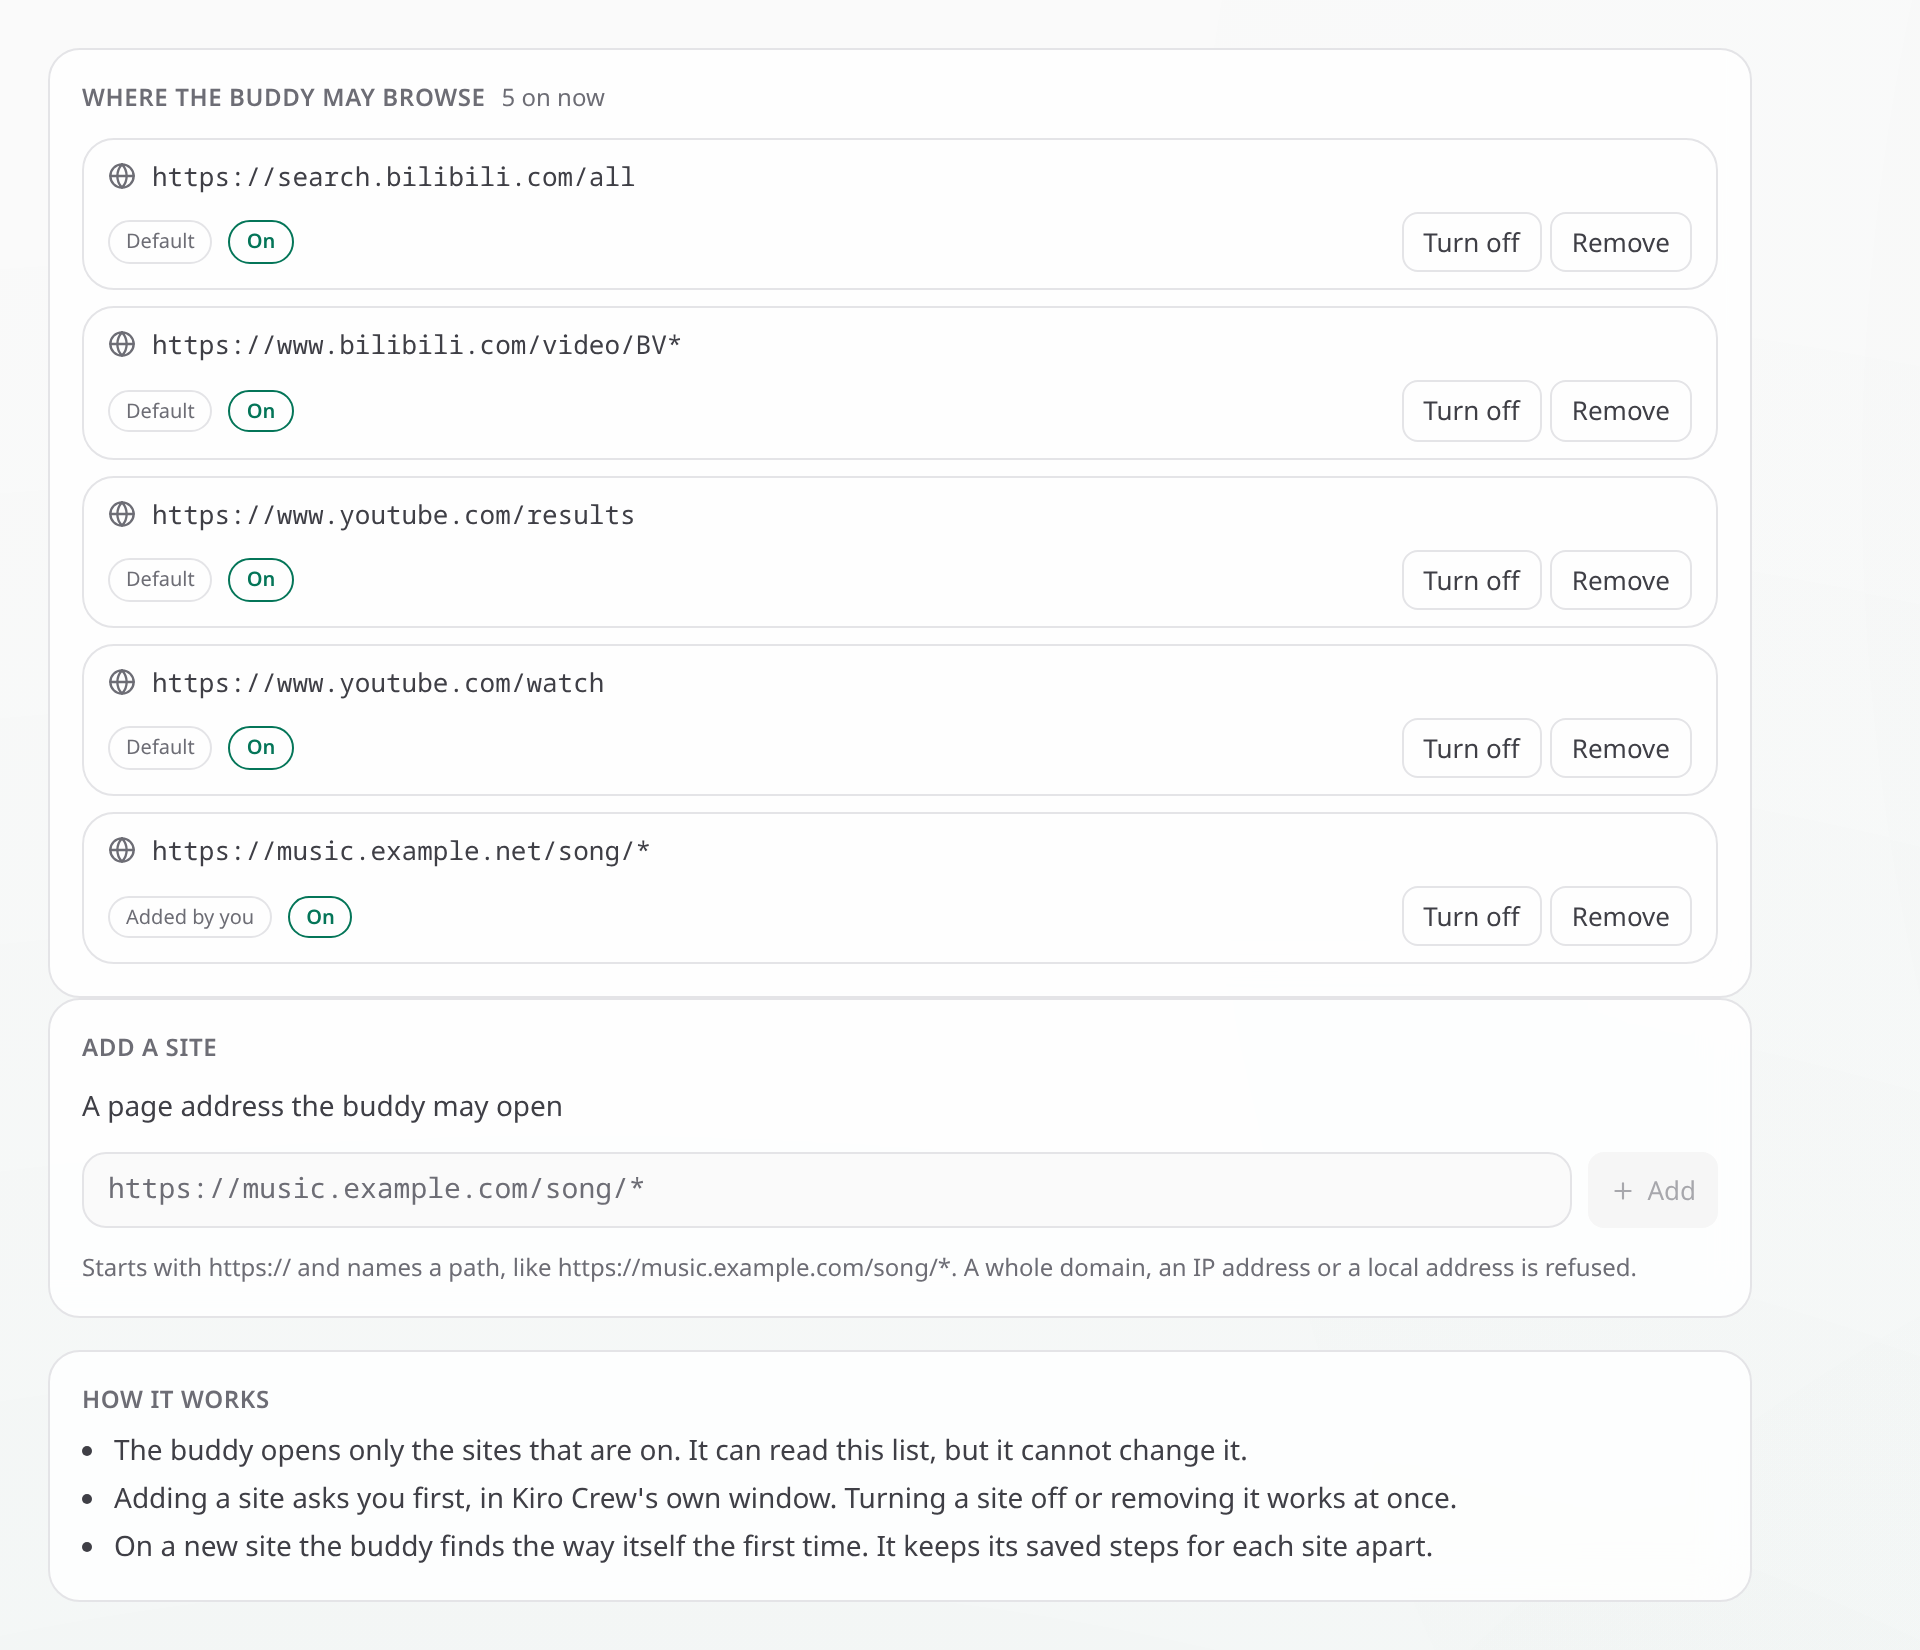 WHERE THE BUDDY MAY BROWSE 5 on now
https://search.bilibili.com/all
Default On Turn off Remove
https://www.bilibili.com/video/BV*
Default On Turn off Remove
https://www.youtube.com/results
Default On Turn off Remove
https://www.youtube.com/watch
Default On Turn off Remove
https://music.example.net/song/*
Added by you On Turn off Remove
ADD A SITE
A page address the buddy may open
https://music.example.com/song/* + Add
Starts with https:// and names a path, like https://music.example.com/song/*. A whole domain, an IP address or a local address is refused.
HOW IT WORKS
• The buddy opens only the sites that are on. It can read this list, but it cannot change it.
• Adding a site asks you first, in Kiro Crew's own window. Turning a site off or removing it works at once.
• On a new site the buddy finds the way itself the first time. It keeps its saved steps for each site apart.